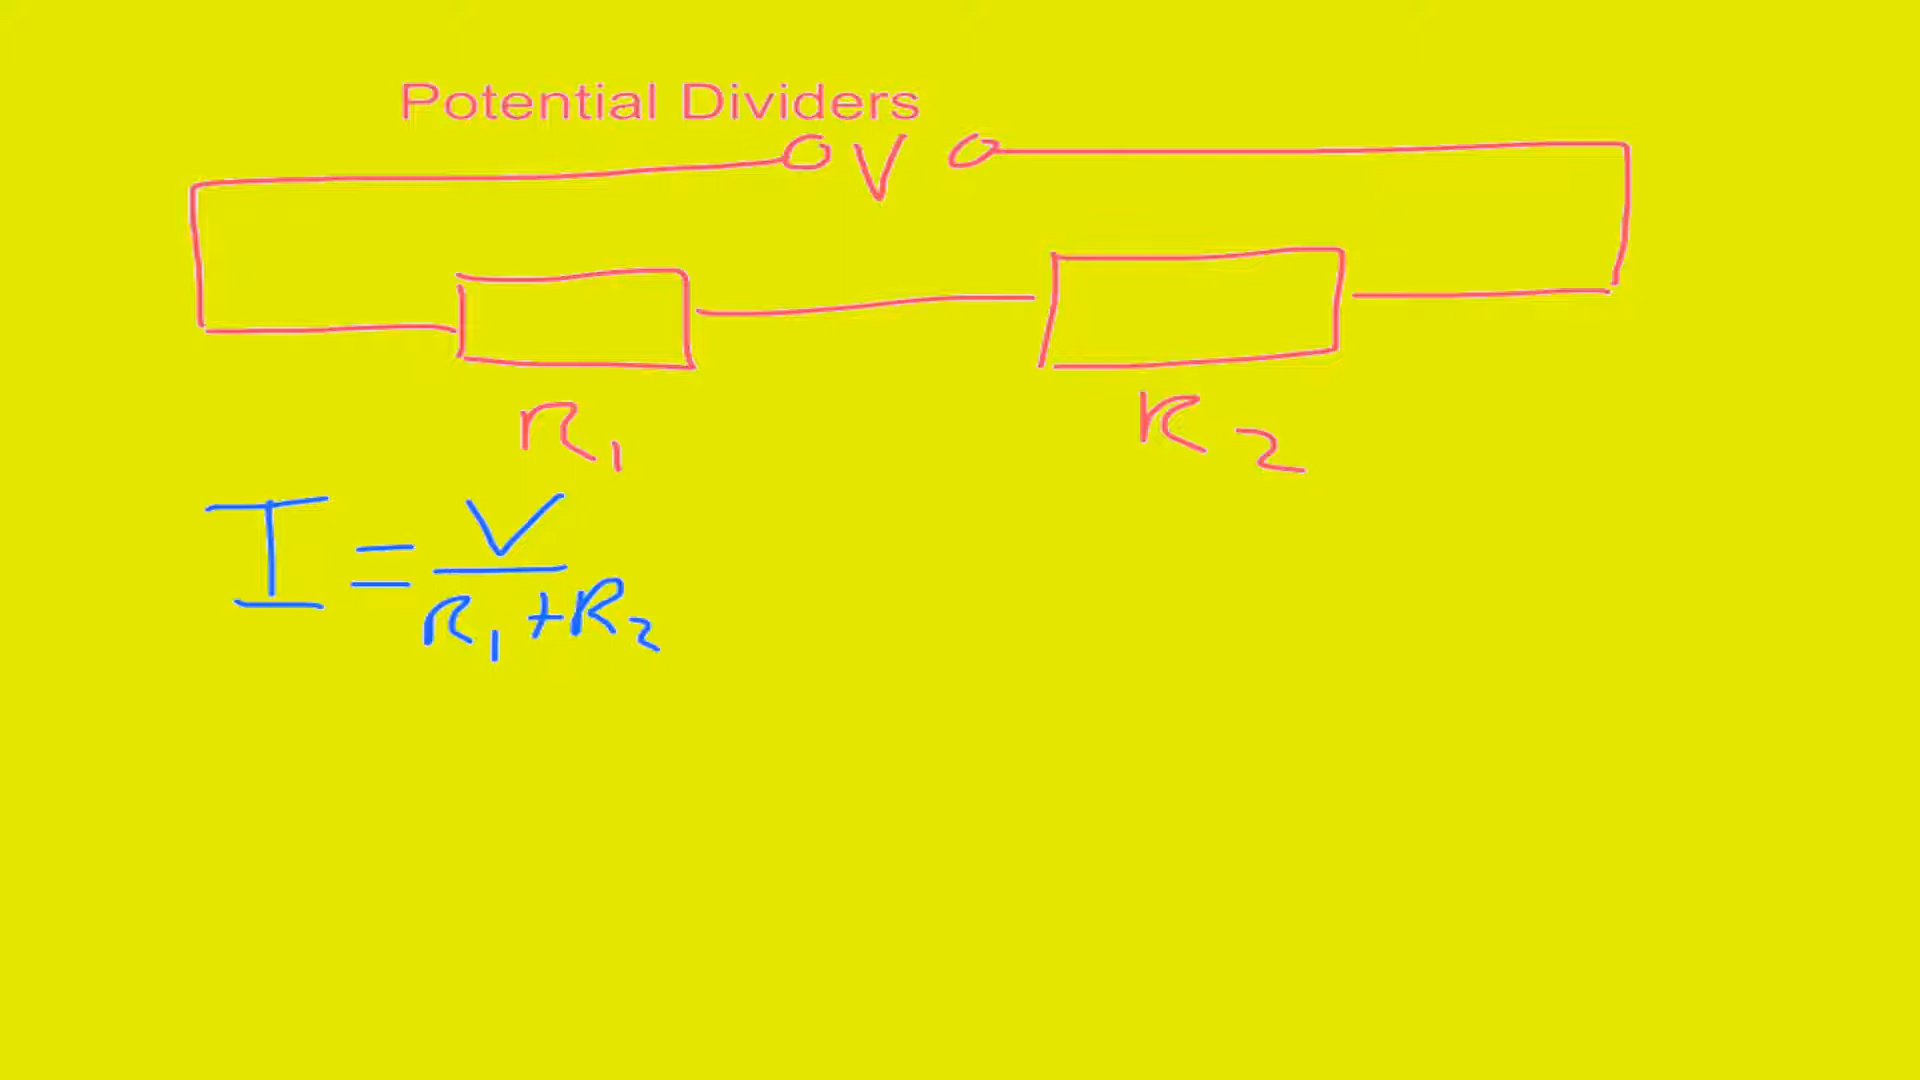 Potential Dividers
V
R1 R2
I = V
R1 + R2